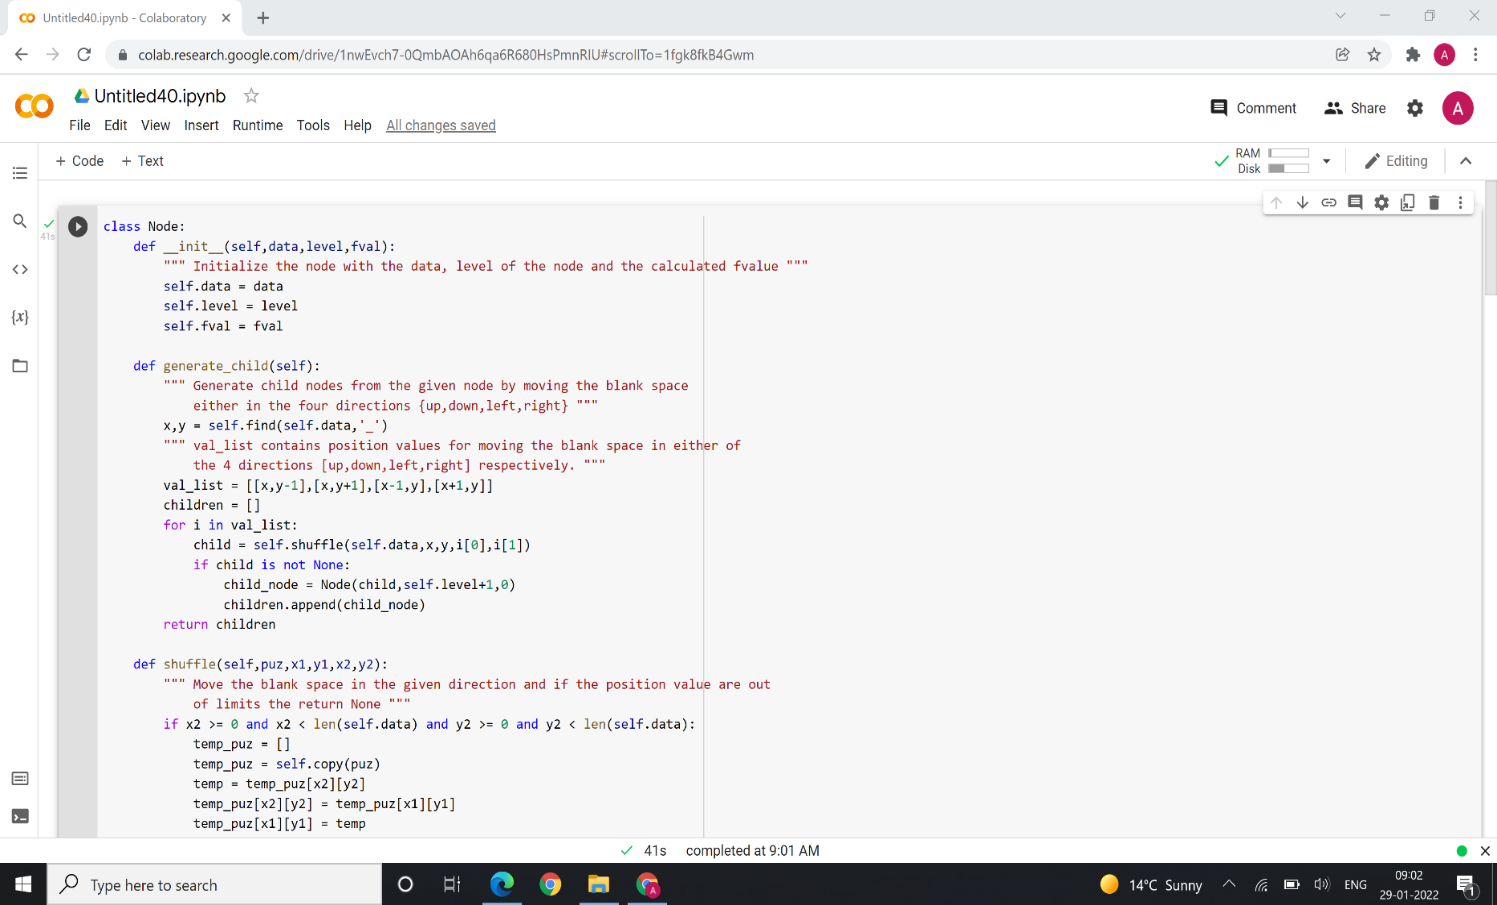 Untitled40.ipynb - Colaboratory
colab.research.google.com/drive/1nwEvch7-0QmbAOAh6qa6R680HsPmnRIU#scrollTo=1fgk8fkB4Gwm
A
Untitled40.ipynb
Comment
Share
A
File Edit View Insert Runtime Tools Help All changes saved
+ Code + Text
RAM
Disk
Editing
41s
class Node:
    def __init__(self,data,level,fval):
        """ Initialize the node with the data, level of the node and the calculated fvalue """
        self.data = data
        self.level = level
        self.fval = fval
    def generate_child(self):
        """ Generate child nodes from the given node by moving the blank space
            either in the four directions {up,down,left,right} """
        x,y = self.find(self.data,'_')
        """ val_list contains position values for moving the blank space in either of
            the 4 directions [up,down,left,right] respectively. """
        val_list = [[x,y-1],[x,y+1],[x-1,y],[x+1,y]]
        children = []
        for i in val_list:
            child = self.shuffle(self.data,x,y,i[0],i[1])
            if child is not None:
                child_node = Node(child,self.level+1,0)
                children.append(child_node)
        return children
    def shuffle(self,puz,x1,y1,x2,y2):
        """ Move the blank space in the given direction and if the position value are out
            of limits the return None """
        if x2 >= 0 and x2 < len(self.data) and y2 >= 0 and y2 < len(self.data):
            temp_puz = []
            temp_puz = self.copy(puz)
            temp = temp_puz[x2][y2]
            temp_puz[x2][y2] = temp_puz[x1][y1]
            temp_puz[x1][y1] = temp
41s completed at 9:01 AM
Type here to search
A
14°C Sunny
ENG
09:02
29-01-2022
1